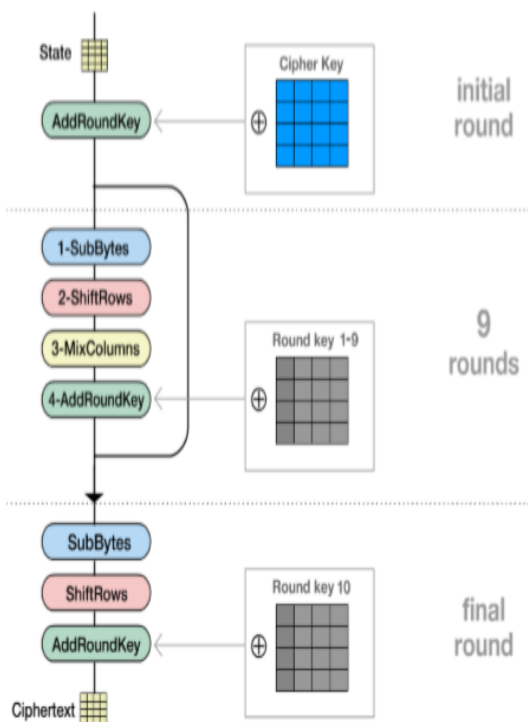 State
Cipher Key
AddRoundKey
⊕
initial
round
1-SubBytes
2-ShiftRows
3-MixColumns
4-AddRoundKey
Round key 1-9
⊕
9
rounds
SubBytes
ShiftRows
AddRoundKey
Round key 10
⊕
final
round
Ciphertext